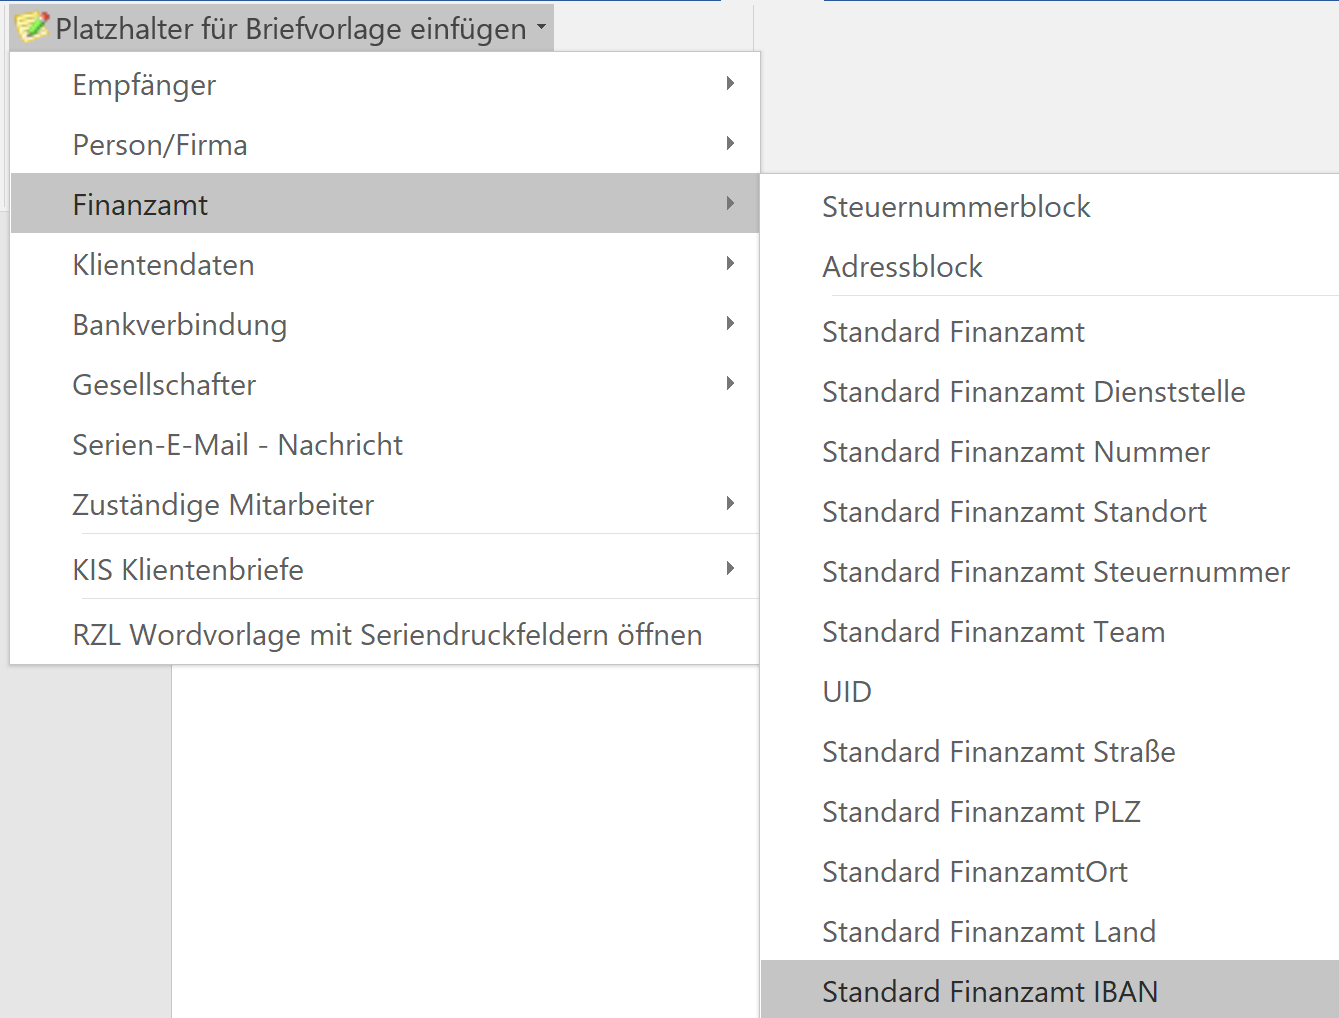 Platzhalter für Briefvorlage einfügen
Empfänger
Person/Firma
Finanzamt
Klientendaten
Bankverbindung
Gesellschafter
Serien-E-Mail - Nachricht
Zuständige Mitarbeiter
KIS Klientenbriefe
RZL Wordvorlage mit Seriendruckfeldern öffnen
Steuernummerblock
Adressblock
Standard Finanzamt
Standard Finanzamt Dienststelle
Standard Finanzamt Nummer
Standard Finanzamt Standort
Standard Finanzamt Steuernummer
Standard Finanzamt Team
UID
Standard Finanzamt Straße
Standard Finanzamt PLZ
Standard FinanzamtOrt
Standard Finanzamt Land
Standard Finanzamt IBAN